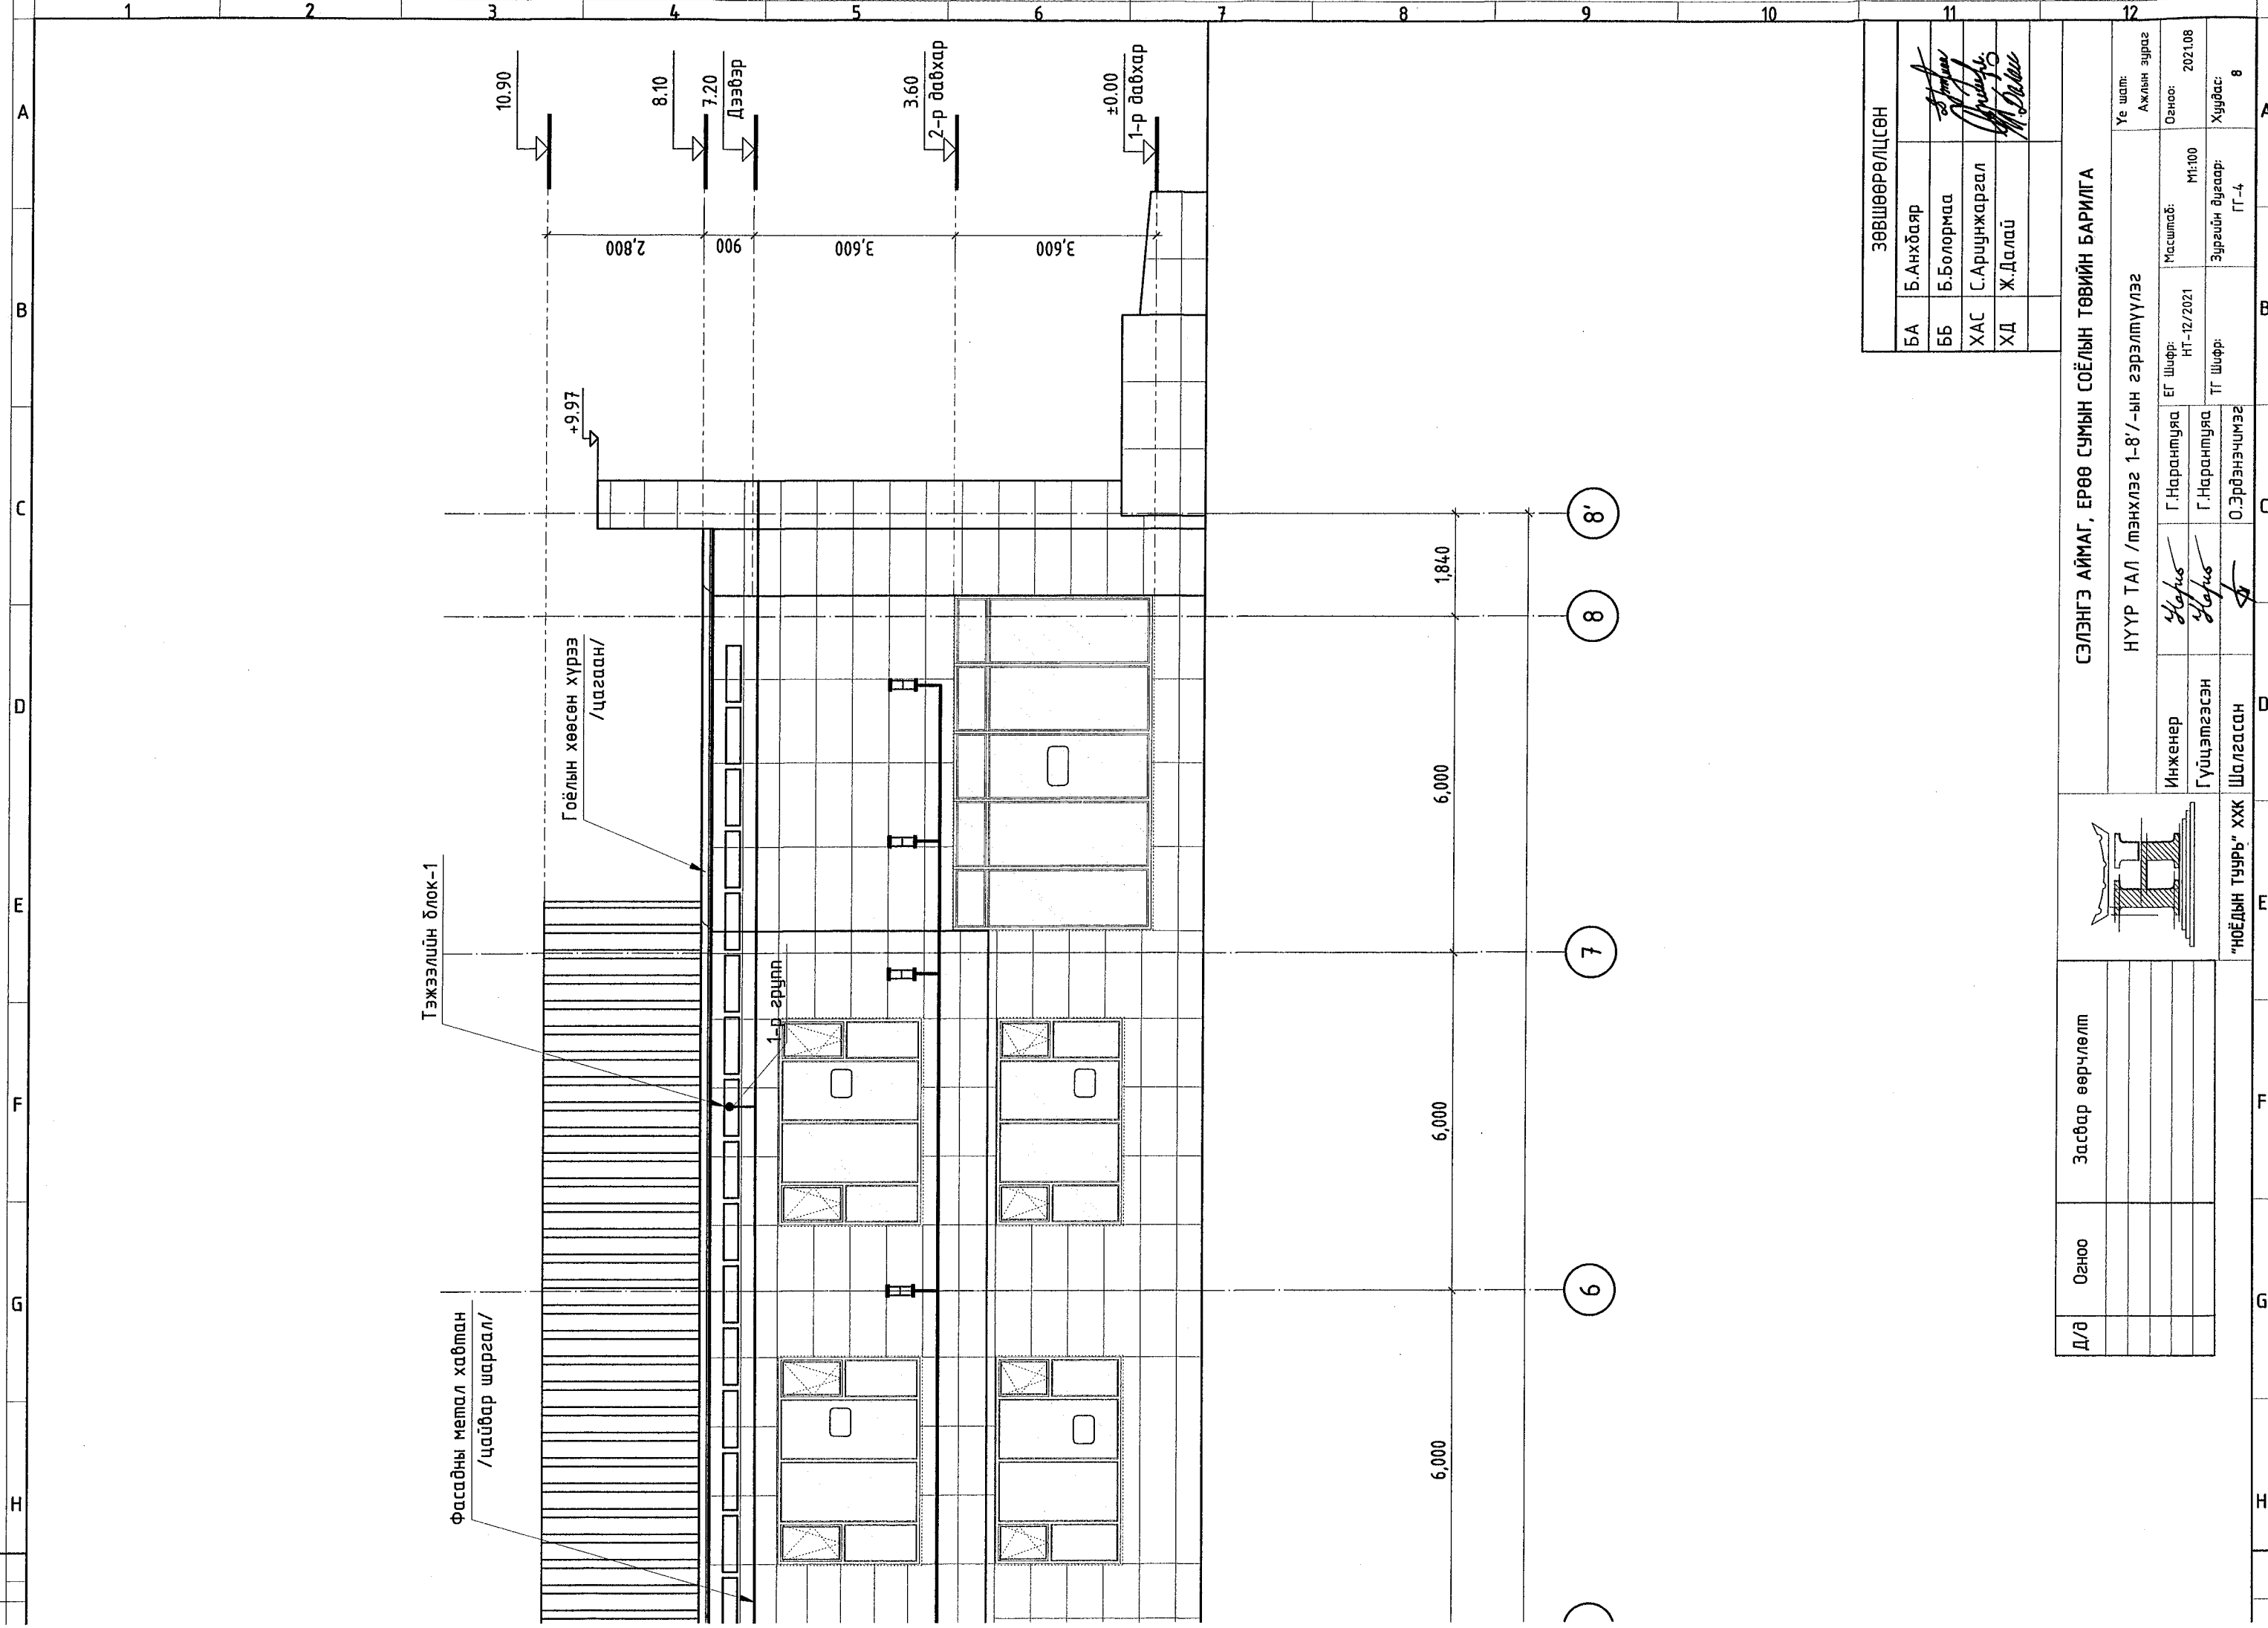 1
2
3
4
5
6
7
8
9
10
11
12
A
B
C
D
E
F
G
H
A
B
C
D
E
F
G
H
10.90
8.10
7.20
Дээвэр
3.60
2-р давхар
±0.00
1-р давхар
2,800
900
3,600
3,600
+9.97
Гоёлын хөөсөн хүрээ
/цагаан/
Тэжээлийн блок-1
1-р групп
Фасадны метал хавтан
/цайвар шаргал/
1,840
6,000
6,000
6,000
8'
8
7
6
ЗӨВШӨӨРӨЛЦСӨН
БА Б.Анхбаяр
ББ Б.Болормаа
ХАС С.Ариунжаргал
ХД Ж.Далай
СЭЛЭНГЭ АЙМАГ, ЕРӨӨ СУМЫН СОЁЛЫН ТӨВИЙН БАРИЛГА
НҮҮР ТАЛ /тэнхлэг 1-8'/-ын гэрэлтүүлэг
Үе шат:
Ажлын зураг
Инженер Г.Нарантуяа
Гүйцэтгэсэн Г.Нарантуяа
Шалгасан О.Эрдэнэчимэг
ЕГ Шифр:
НТ-12/2021
ТГ Шифр:
Масштаб:
М1:100
Зургийн дугаар:
ГГ-4
Огноо:
2021.08
Хуудас:
8
"НОЁДЫН ТУУРЬ" ХХК
Д/д Огноо Засвар өөрчлөлт